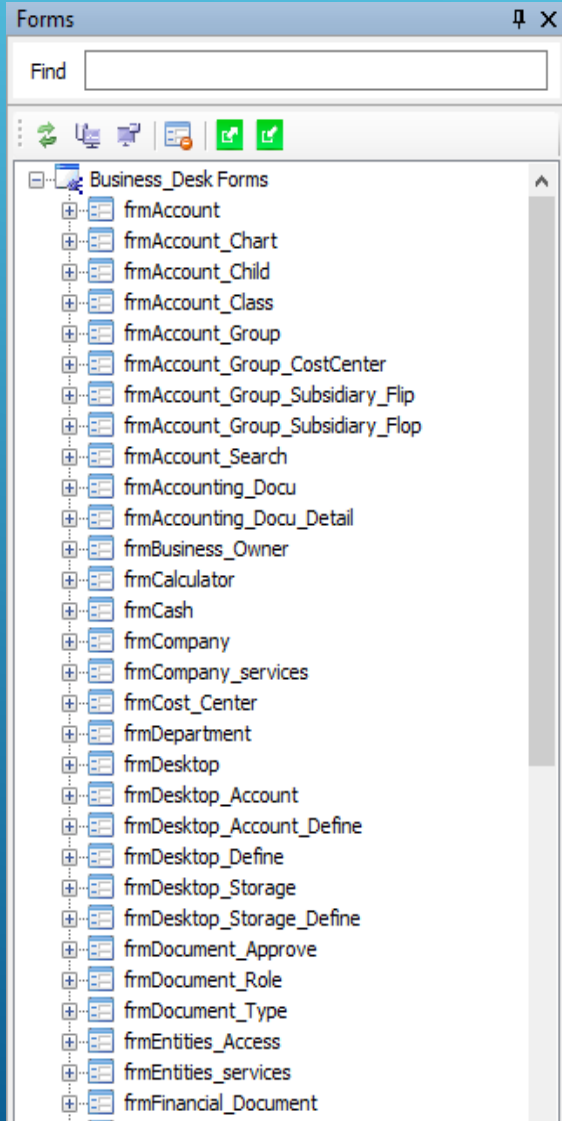 Forms
Find
Business_Desk Forms
frmAccount
frmAccount_Chart
frmAccount_Child
frmAccount_Class
frmAccount_Group
frmAccount_Group_CostCenter
frmAccount_Group_Subsidiary_Flip
frmAccount_Group_Subsidiary_Flop
frmAccount_Search
frmAccounting_Docu
frmAccounting_Docu_Detail
frmBusiness_Owner
frmCalculator
frmCash
frmCompany
frmCompany_services
frmCost_Center
frmDepartment
frmDesktop
frmDesktop_Account
frmDesktop_Account_Define
frmDesktop_Define
frmDesktop_Storage
frmDesktop_Storage_Define
frmDocument_Approve
frmDocument_Role
frmDocument_Type
frmEntities_Access
frmEntities_services
frmFinancial_Document